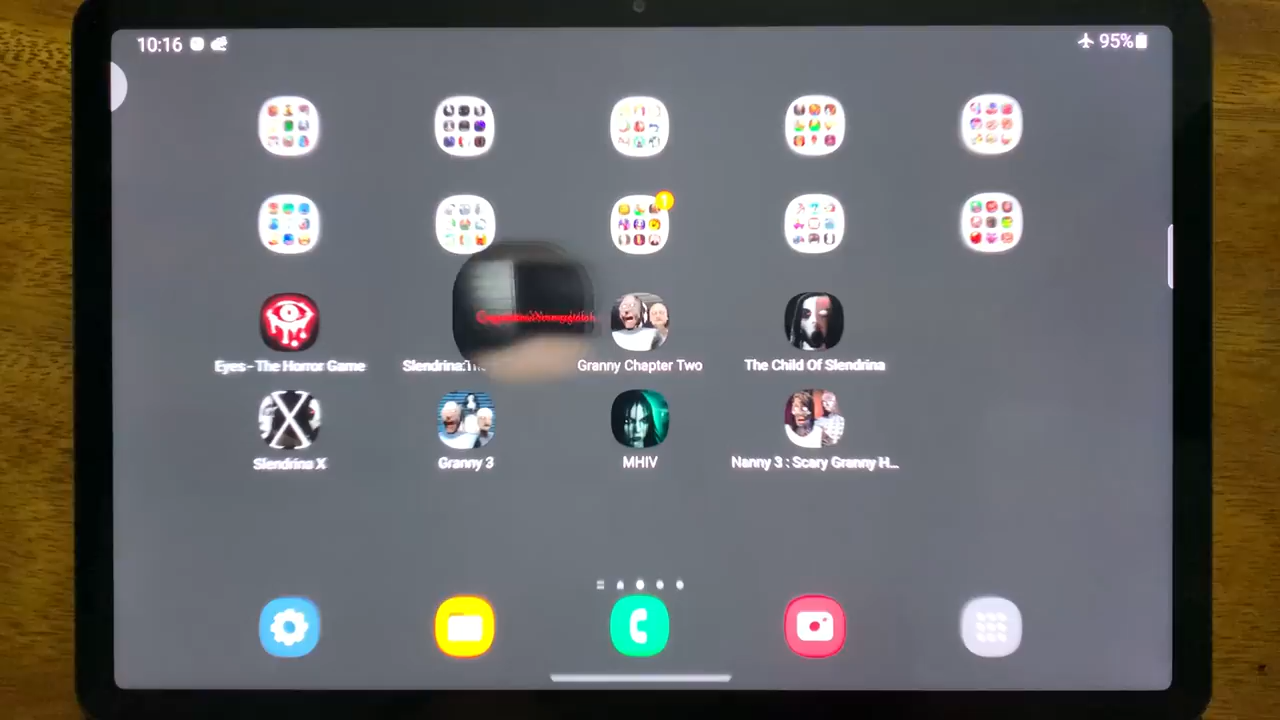 10:16
95%
Eyes - The Horror Game
Granny Chapter Two
The Child Of Slendrina
Slendrina X
Granny 3
MHIV
Nanny 3 : Scary Granny H...